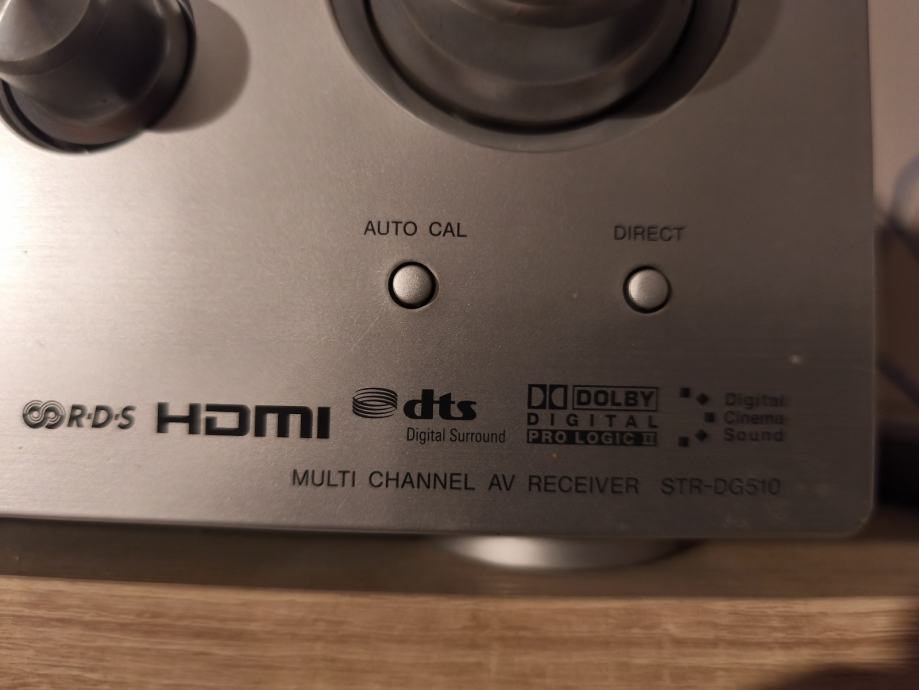 AUTO CAL
DIRECT
R·D·S
HDMI
dts
Digital Surround
DOLBY
DIGITAL
PRO LOGIC II
Digital
Cinema
Sound
MULTI CHANNEL AV RECEIVER STR-DG510